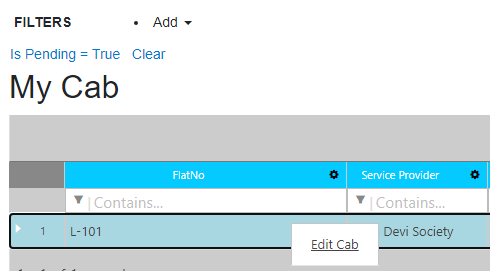 FILTERS • Add
Is Pending = True Clear
My Cab
FlatNo Service Provider
Contains... Contains...
1 L-101 Devi Society
Edit Cab